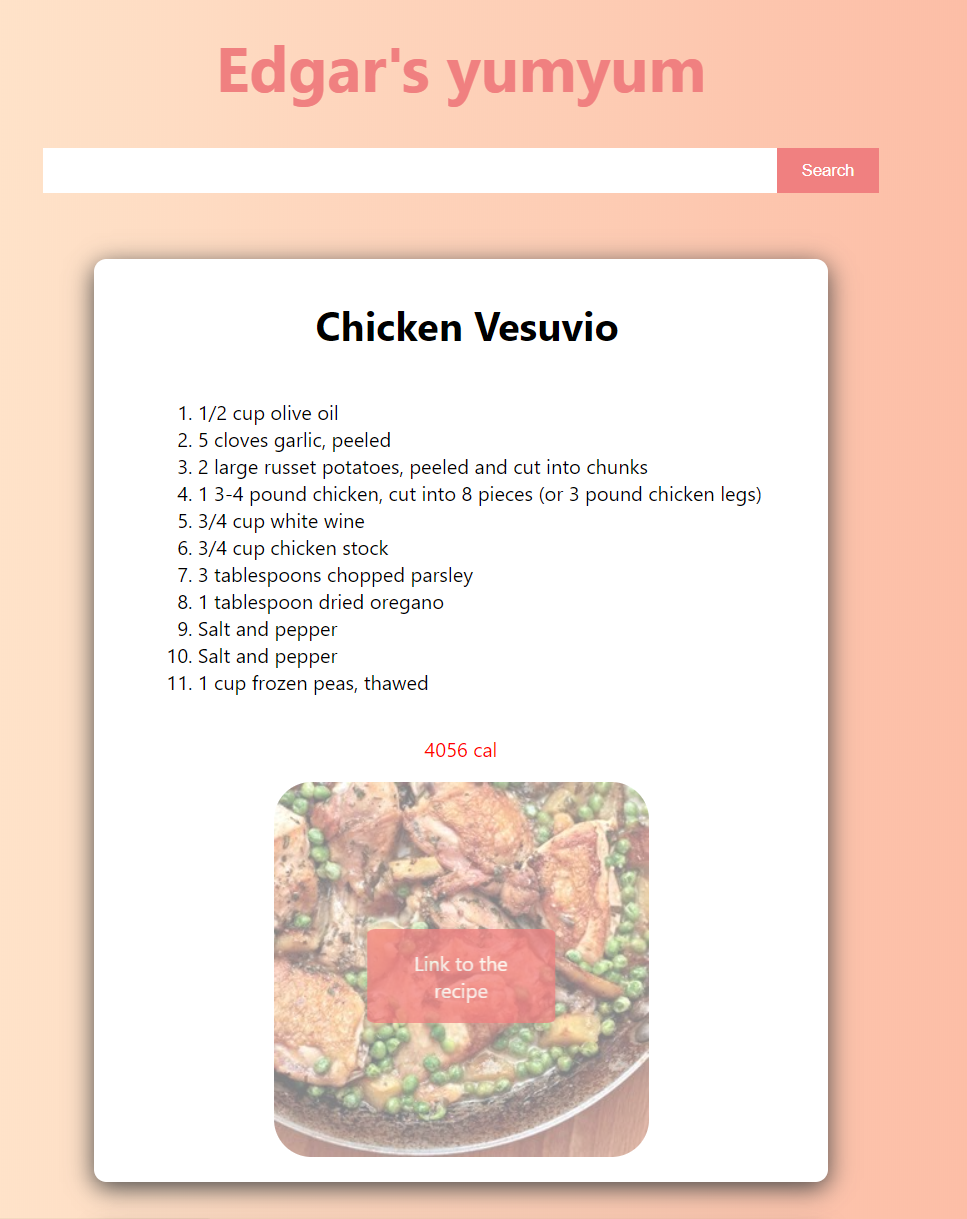 Edgar's yumyum
Search
Chicken Vesuvio
1. 1/2 cup olive oil
2. 5 cloves garlic, peeled
3. 2 large russet potatoes, peeled and cut into chunks
4. 1 3-4 pound chicken, cut into 8 pieces (or 3 pound chicken legs)
5. 3/4 cup white wine
6. 3/4 cup chicken stock
7. 3 tablespoons chopped parsley
8. 1 tablespoon dried oregano
9. Salt and pepper
10. Salt and pepper
11. 1 cup frozen peas, thawed
4056 cal
Link to the
recipe